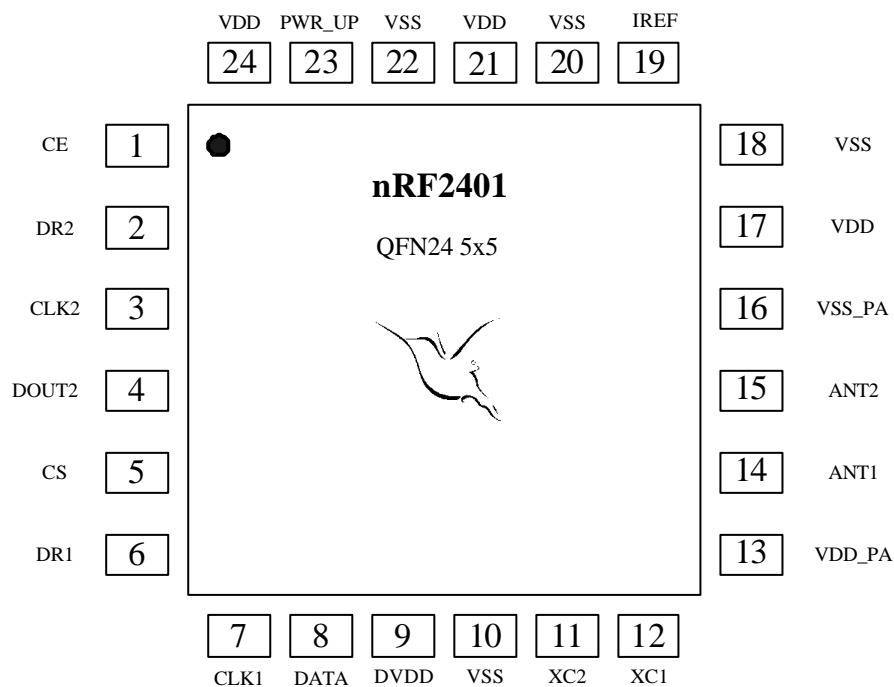 VDD PWR_UP VSS VDD VSS IREF
24 23 22 21 20 19
CE 1 18 VSS
nRF2401
DR2 2 17 VDD
QFN24 5x5
CLK2 3 16 VSS_PA
DOUT2 4 15 ANT2
CS 5 14 ANT1
DR1 6 13 VDD_PA
7 8 9 10 11 12
CLK1 DATA DVDD VSS XC2 XC1